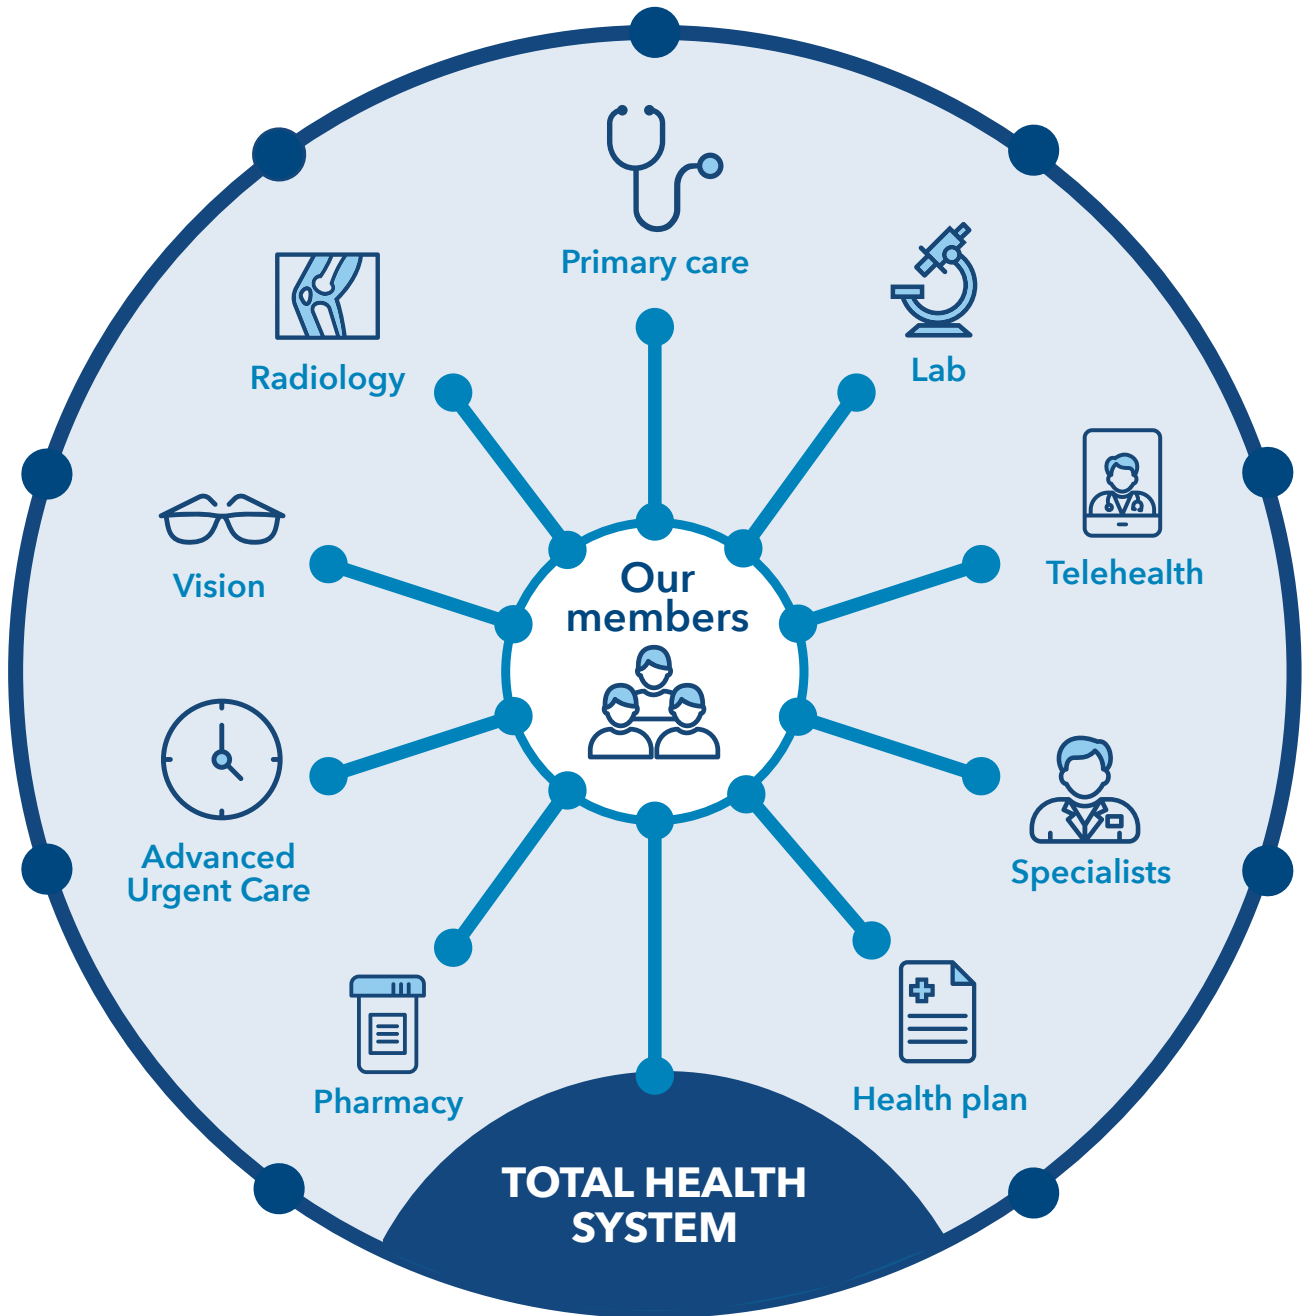 Primary care
Lab
Radiology
Telehealth
Vision
Our
members
Specialists
Advanced
Urgent Care
Health plan
Pharmacy
TOTAL HEALTH
SYSTEM